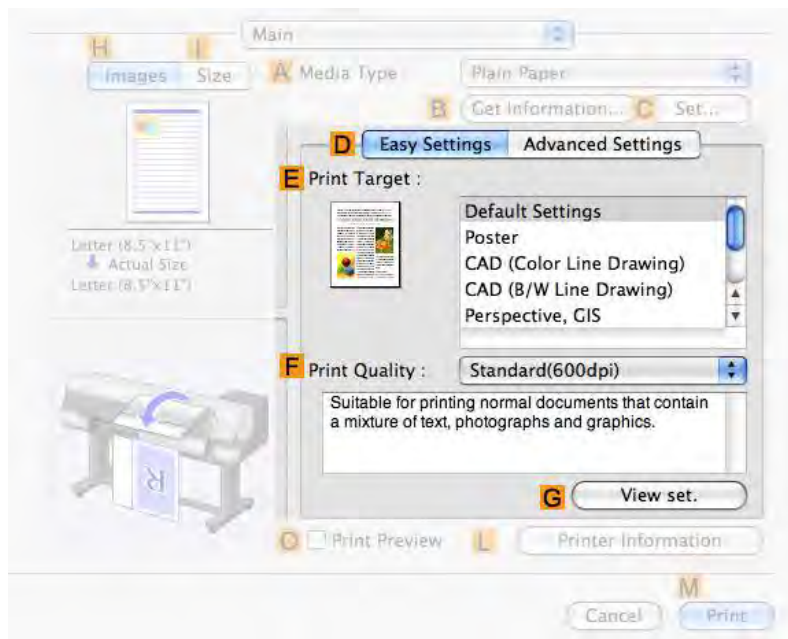 Main
H I
Images Size
A Media Type Plain Paper
B Get Information... C Set...
D Easy Settings Advanced Settings
E Print Target :
Default Settings
Poster
CAD (Color Line Drawing)
CAD (B/W Line Drawing)
Perspective, GIS
Letter (8.5"x11")
Actual Size
Letter (8.5"x11")
F Print Quality : Standard(600dpi)
Suitable for printing normal documents that contain
a mixture of text, photographs and graphics.
R
G View set.
O Print Preview L Printer Information
M
Cancel Print